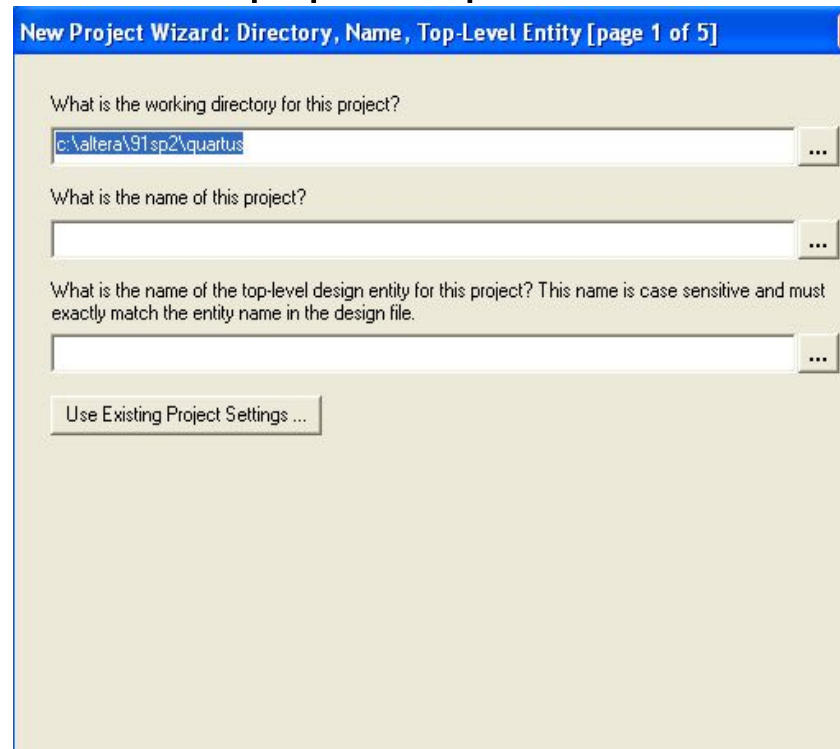 New Project Wizard: Directory, Name, Top-Level Entity [page 1 of 5]
What is the working directory for this project?
c:\altera\91sp2\quartus
...
What is the name of this project?
...
What is the name of the top-level design entity for this project? This name is case sensitive and must
exactly match the entity name in the design file.
...
Use Existing Project Settings ...